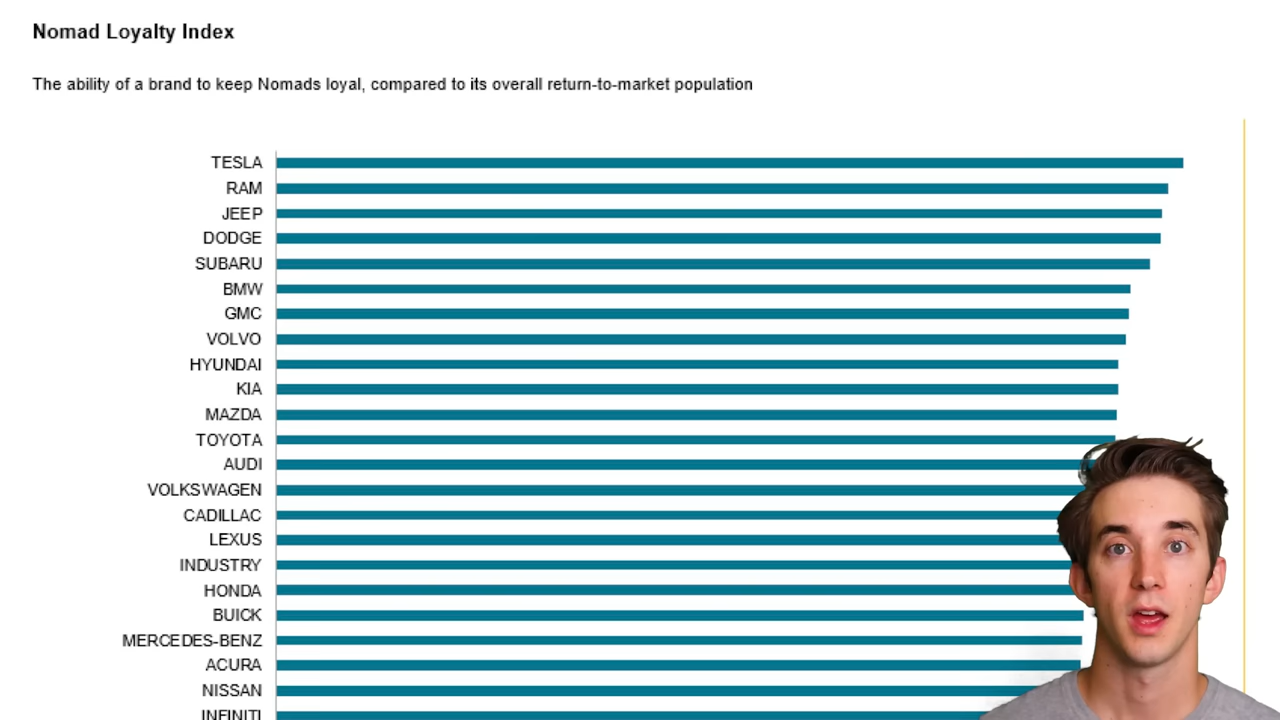 Nomad Loyalty Index
The ability of a brand to keep Nomads loyal, compared to its overall return-to-market population
TESLA
RAM
JEEP
DODGE
SUBARU
BMW
GMC
VOLVO
HYUNDAI
KIA
MAZDA
TOYOTA
AUDI
VOLKSWAGEN
CADILLAC
LEXUS
INDUSTRY
HONDA
BUICK
MERCEDES-BENZ
ACURA
NISSAN
INFINITI